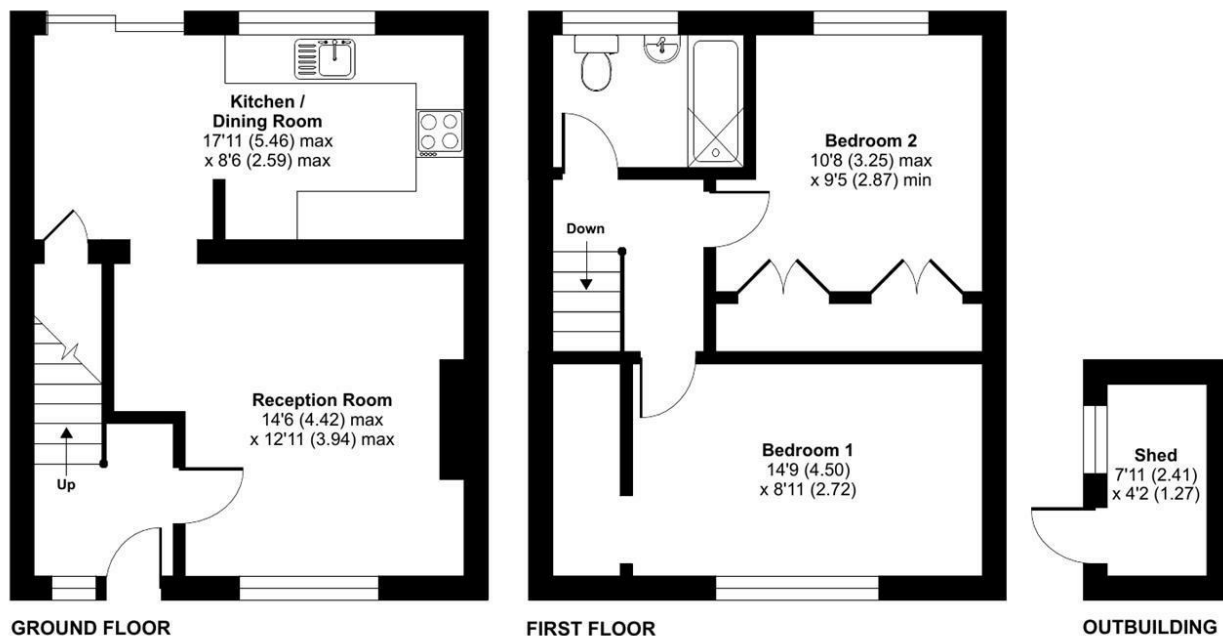 Kitchen /
Dining Room
17'11 (5.46) max
x 8'6 (2.59) max
Reception Room
14'6 (4.42) max
x 12'11 (3.94) max
Up
GROUND FLOOR
Bedroom 2
10'8 (3.25) max
x 9'5 (2.87) min
Down
Bedroom 1
14'9 (4.50)
x 8'11 (2.72)
FIRST FLOOR
Shed
7'11 (2.41)
x 4'2 (1.27)
OUTBUILDING